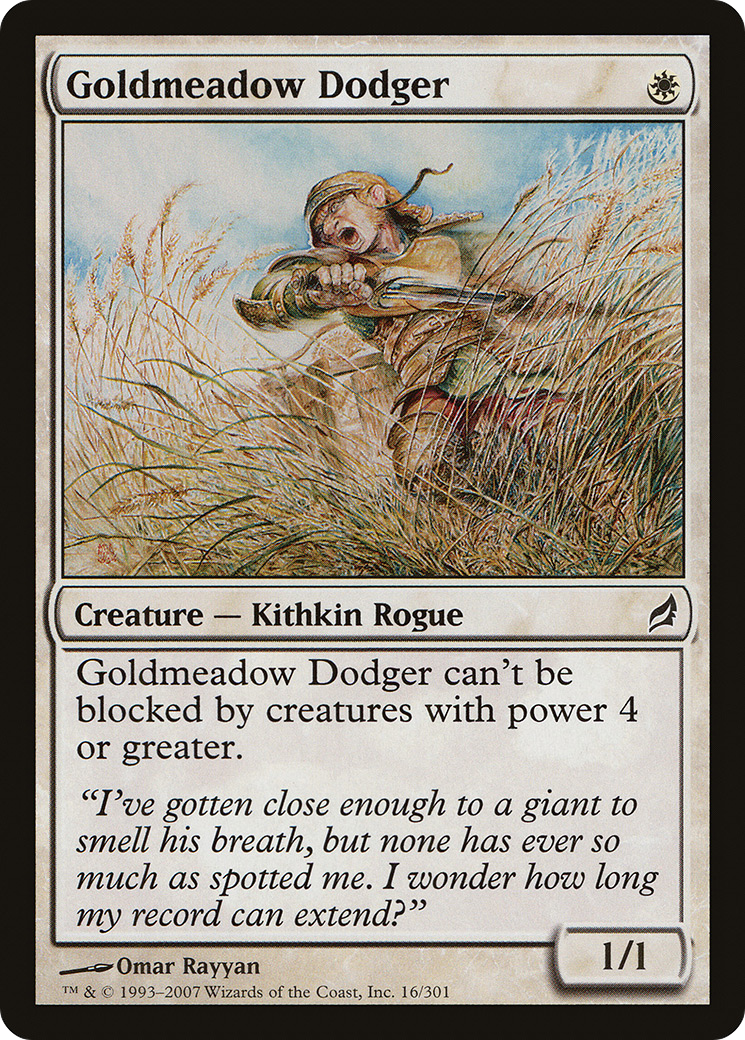 Goldmeadow Dodger
Creature — Kithkin Rogue
Goldmeadow Dodger can't be
blocked by creatures with power 4
or greater.
"I've gotten close enough to a giant to
smell his breath, but none has ever so
much as spotted me. I wonder how long
my record can extend?"
1/1
Omar Rayyan
™ & © 1993–2007 Wizards of the Coast, Inc. 16/301